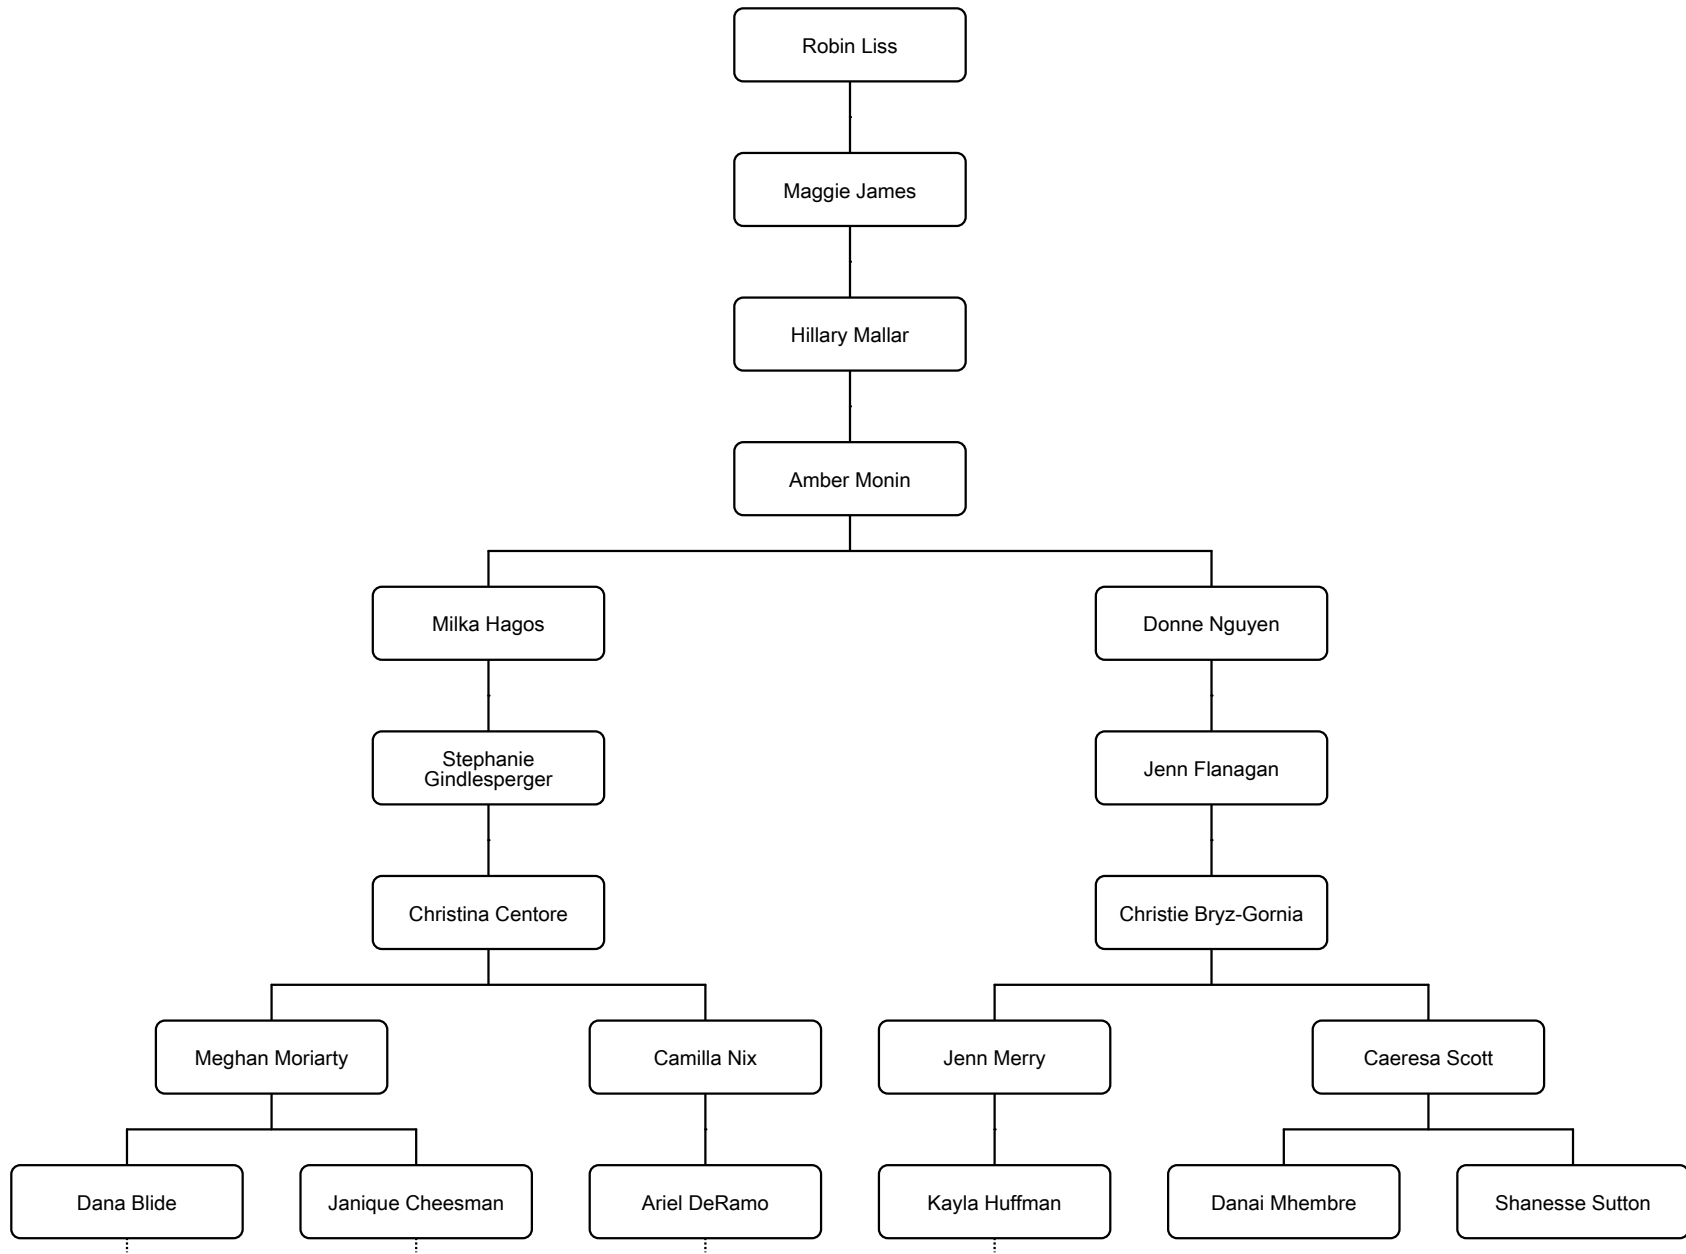 Robin Liss
Maggie James
Hillary Mallar
Amber Monin
Milka Hagos
Donne Nguyen
Stephanie
Gindlesperger
Jenn Flanagan
Christina Centore
Christie Bryz-Gornia
Meghan Moriarty
Camilla Nix
Jenn Merry
Caeresa Scott
Dana Blide
Janique Cheesman
Ariel DeRamo
Kayla Huffman
Danai Mhembre
Shanesse Sutton